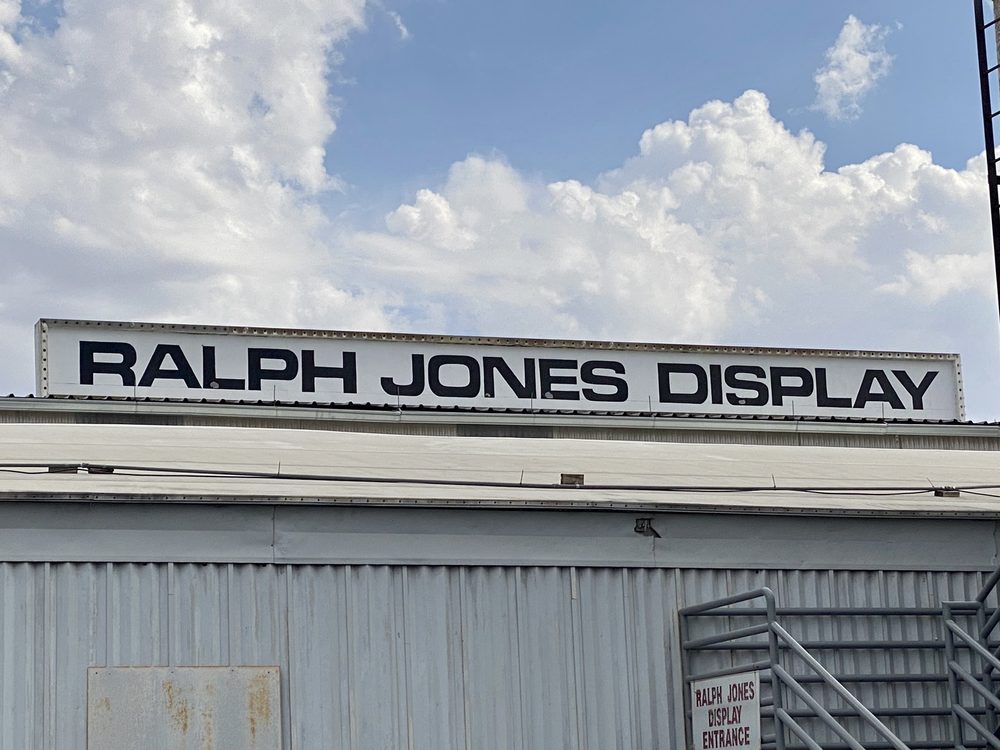 RALPH JONES DISPLAY
RALPH JONES
DISPLAY
ENTRANCE